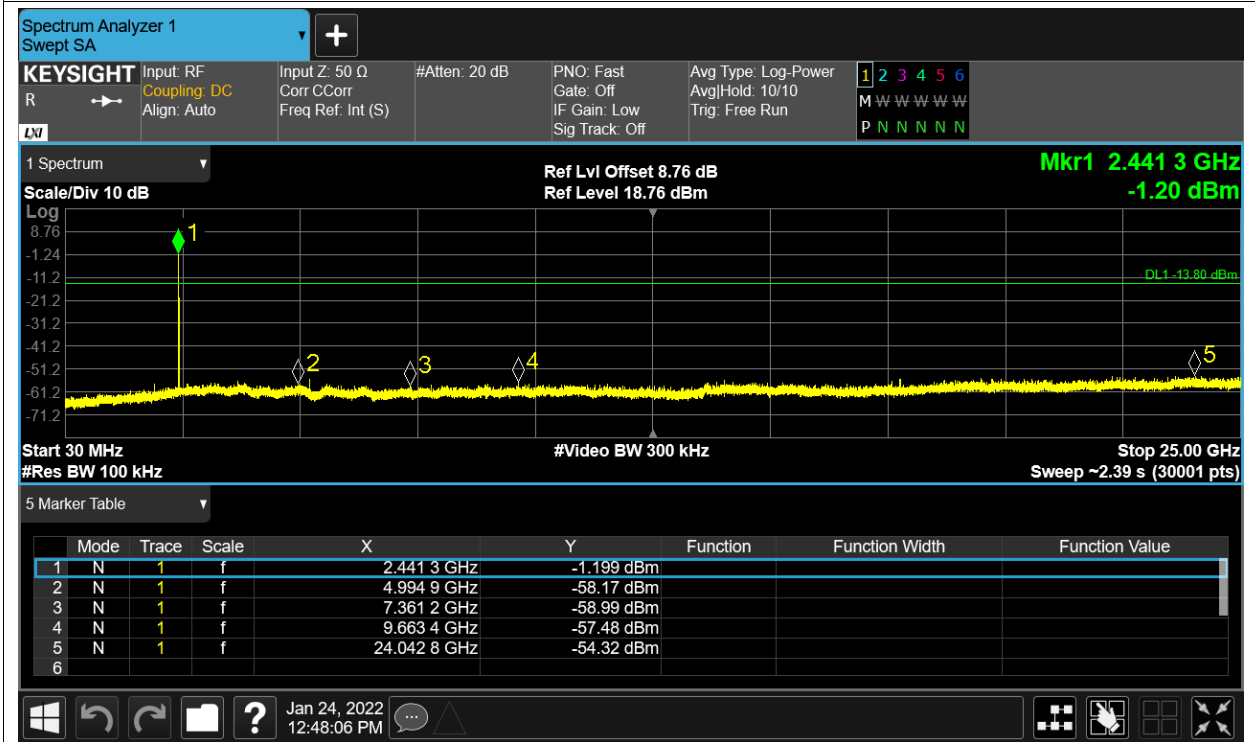 Spectrum Analyzer 1
Swept SA
KEYSIGHT
R
LXI
Input: RF
Coupling: DC
Align: Auto
Input Z: 50 Ω
Corr CCorr
Freq Ref: Int (S)
#Atten: 20 dB
PNO: Fast
Gate: Off
IF Gain: Low
Sig Track: Off
Avg Type: Log-Power
Avg|Hold: 10/10
Trig: Free Run
1 2 3 4 5 6
M W W W W W
P N N N N N
1 Spectrum
Scale/Div 10 dB
Ref Lvl Offset 8.76 dB
Ref Level 18.76 dBm
Mkr1 2.441 3 GHz
-1.20 dBm
Log
8.76
-1.24
-11.2
-21.2
-31.2
-41.2
-51.2
-61.2
-71.2
1
2
3
4
5
DL1 -13.80 dBm
Start 30 MHz #Video BW 300 kHz Stop 25.00 GHz
#Res BW 100 kHz Sweep ~2.39 s (30001 pts)
5 Marker Table
Mode Trace Scale X Y Function Function Width Function Value
1 N 1 f 2.441 3 GHz -1.199 dBm
2 N 1 f 4.994 9 GHz -58.17 dBm
3 N 1 f 7.361 2 GHz -58.99 dBm
4 N 1 f 9.663 4 GHz -57.48 dBm
5 N 1 f 24.042 8 GHz -54.32 dBm
6
?
Jan 24, 2022
12:48:06 PM